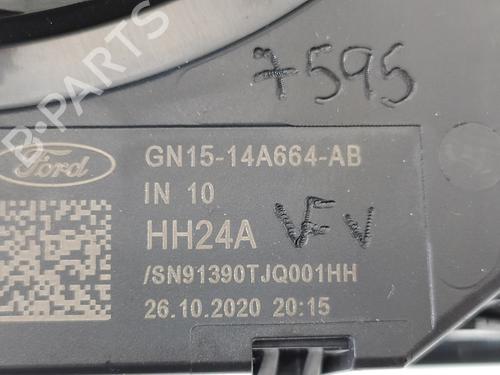 7595
B-PARTS
Ford
GN15-14A664-AB
IN 10
HH24A
VFV
/SN91390TJQ001HH
26.10.2020 20:15